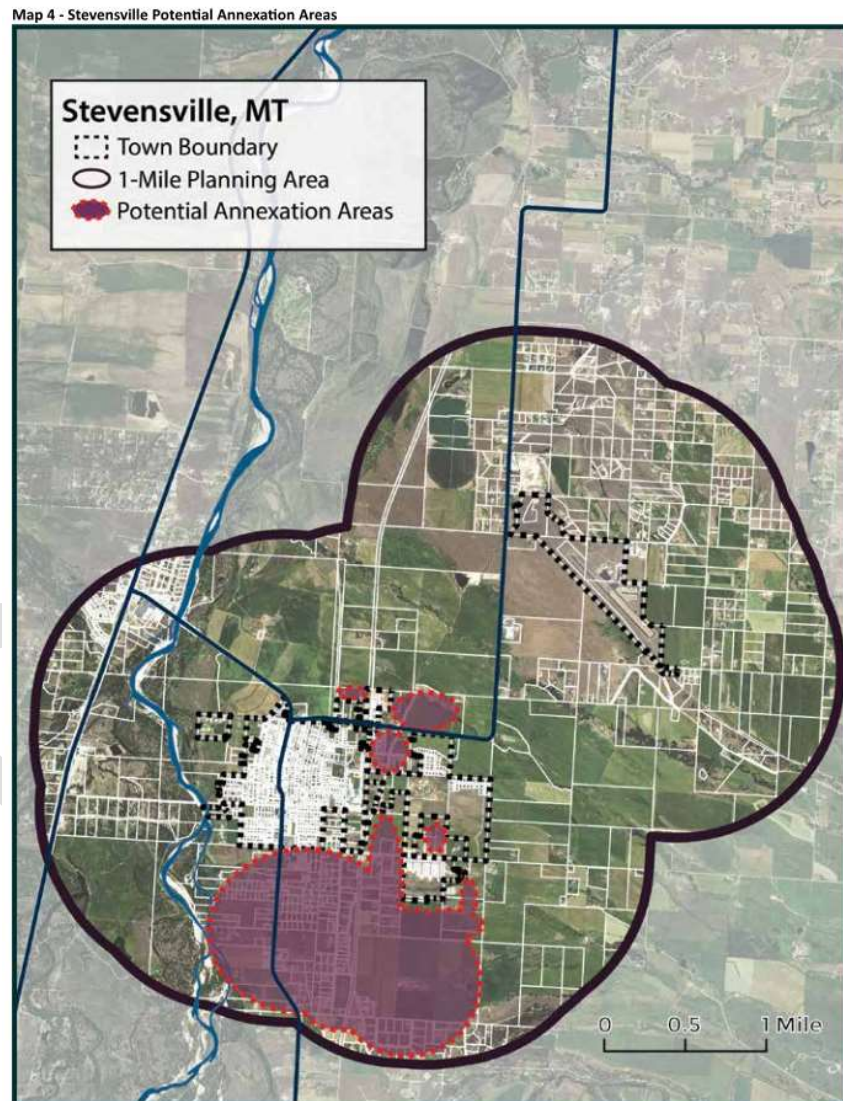 Map 4 - Stevensville Potential Annexation Areas
Stevensville, MT
Town Boundary
1-Mile Planning Area
Potential Annexation Areas
0 0.5 1 Mile